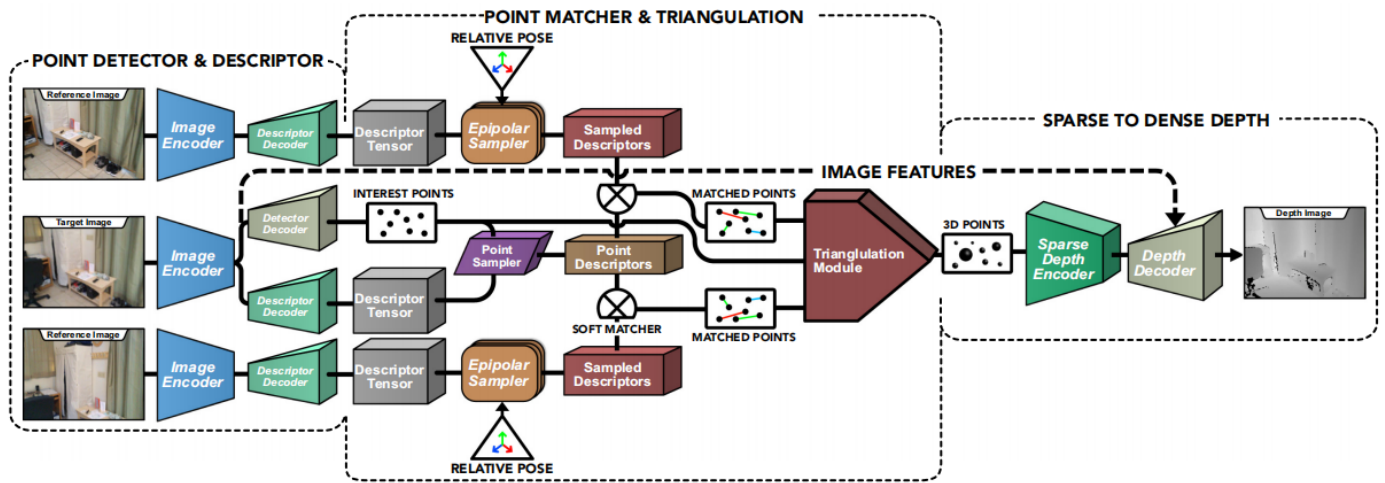 POINT MATCHER & TRIANGULATION
RELATIVE POSE
POINT DETECTOR & DESCRIPTOR
Reference Image
Image
Encoder
Descriptor
Decoder
Descriptor
Tensor
Epipolar
Sampler
Sampled
Descriptors
SPARSE TO DENSE DEPTH
IMAGE FEATURES
INTEREST POINTS
MATCHED POINTS
Target Image
Image
Encoder
Detector
Decoder
Point
Sampler
Point
Descriptors
Trianglulation
Module
3D POINTS
Sparse
Depth
Encoder
Depth
Decoder
Depth Image
Descriptor
Decoder
Descriptor
Tensor
SOFT MATCHER
MATCHED POINTS
Reference Image
Image
Encoder
Descriptor
Decoder
Descriptor
Tensor
Epipolar
Sampler
Sampled
Descriptors
RELATIVE POSE